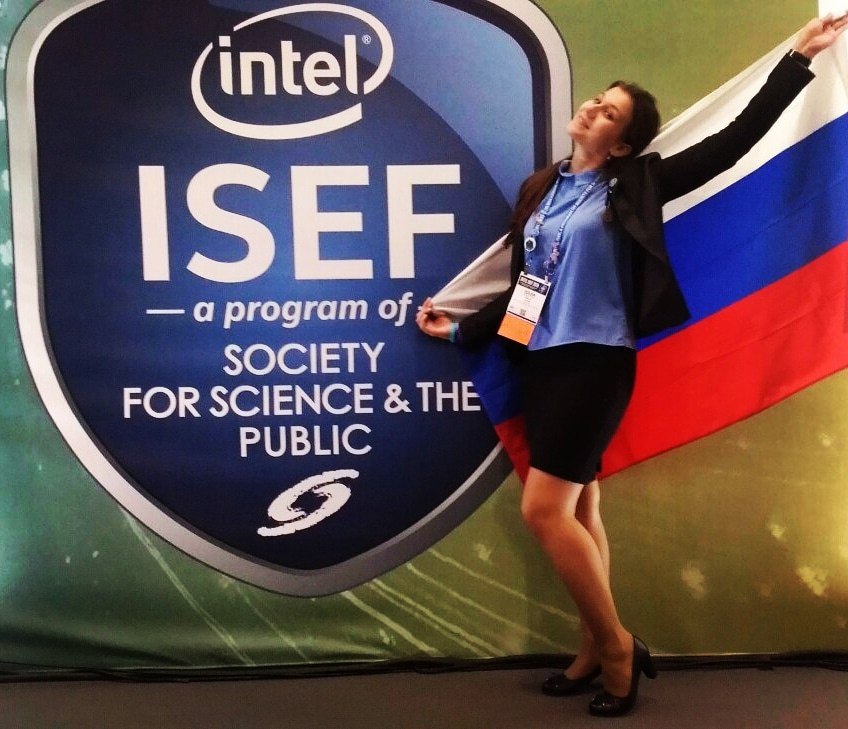 intel®
ISEF
— a program of
SOCIETY
FOR SCIENCE & THE
PUBLIC